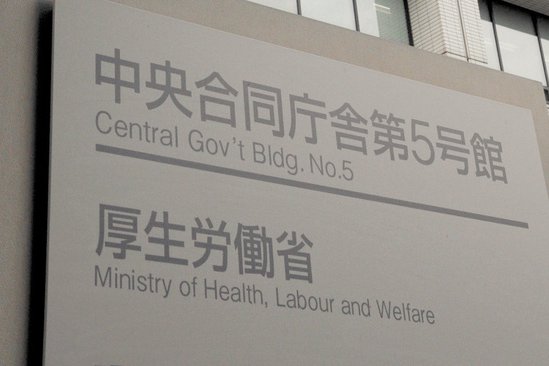 中央合同庁舎第5号館
Central Gov't Bldg. No.5
厚生労働省
Ministry of Health, Labour and Welfare